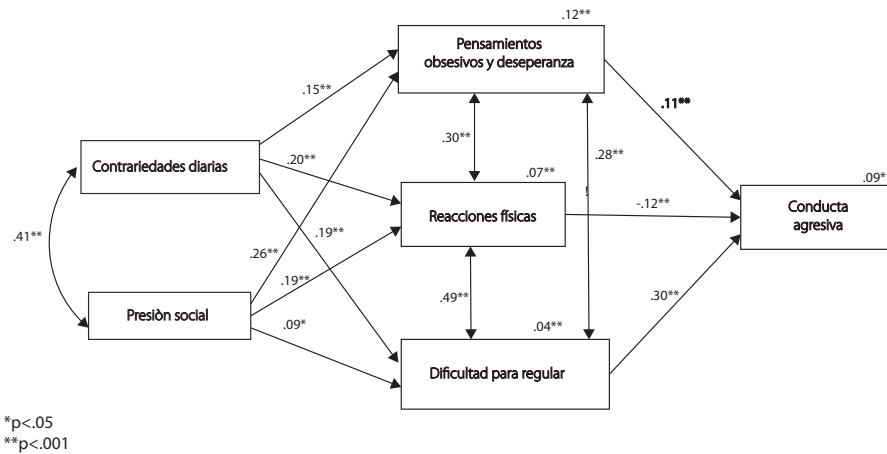 .12**
Pensamientos
obsesivos y deseperanza
.15**
.11**
.30**
.28**
Contrariedades diarias
.20**
.07**
.09**
Reacciones físicas
!
-.12**
Conducta
agresiva
.41**
.19**
.26**
.19**
.49**
.30**
Presiòn social
.09*
.04**
Dificultad para regular
*p<.05
**p<.001